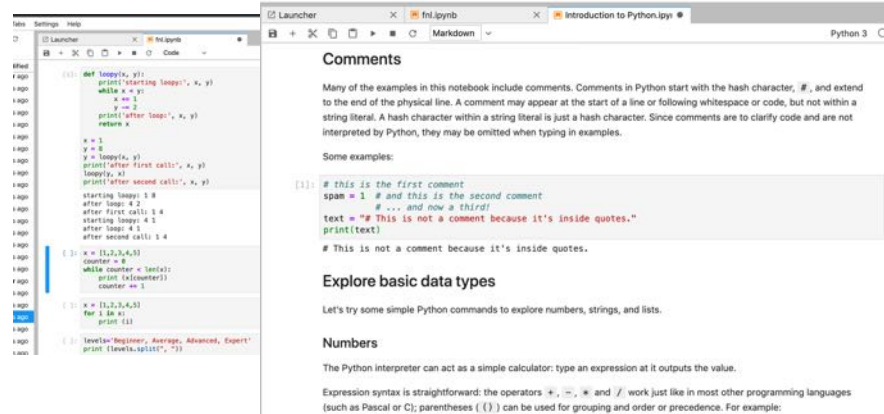 Tabs Settings Help
Launcher
fnl.ipynb
Code
[1]: def loopy(x, y):
print('starting loopy:', x, y)
while x < y:
x += 1
y -= 2
print('after loop:', x, y)
return x
x = 1
y = 8
y = loopy(x, y)
print('after first call:', x, y)
loopy(y, x)
print('after second call:', x, y)
starting loopy: 1 8
after loop: 4 2
after first call: 1 4
starting loopy: 4 1
after loop: 4 1
after second call: 1 4
[ ]: x = [1,2,3,4,5]
counter = 0
while counter < len(x):
print (x[counter])
counter += 1
[ ]: x = [1,2,3,4,5]
for i in x:
print (i)
[ ]: levels='Beginner, Average, Advanced, Expert'
print (levels.split(", "))
Launcher
fnl.ipynb
Introduction to Python.ipy
Markdown
Python 3
Comments
Many of the examples in this notebook include comments. Comments in Python start with the hash character, #, and extend
to the end of the physical line. A comment may appear at the start of a line or following whitespace or code, but not within a
string literal. A hash character within a string literal is just a hash character. Since comments are to clarify code and are not
interpreted by Python, they may be omitted when typing in examples.
Some examples:
[1]: # this is the first comment
spam = 1 # and this is the second comment
# ... and now a third!
text = "# This is not a comment because it's inside quotes."
print(text)
# This is not a comment because it's inside quotes.
Explore basic data types
Let's try some simple Python commands to explore numbers, strings, and lists.
Numbers
The Python interpreter can act as a simple calculator: type an expression at it outputs the value.
Expression syntax is straightforward: the operators +, -, * and / work just like in most other programming languages
(such as Pascal or C); parentheses ( () ) can be used for grouping and order or precedence. For example: